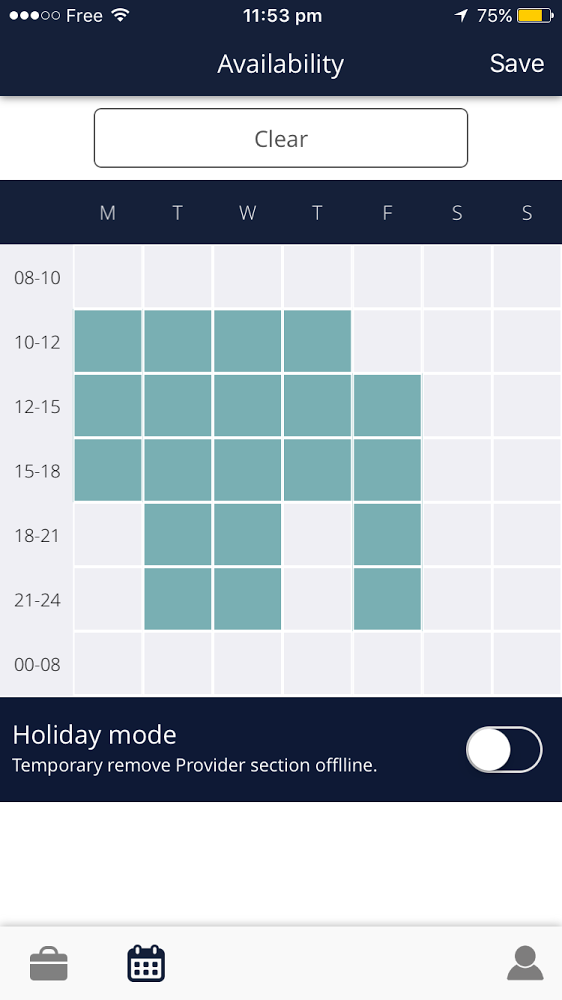 Free 11:53 pm 75%
Availability Save
Clear
M T W T F S S
08-10
10-12
12-15
15-18
18-21
21-24
00-08
Holiday mode
Temporary remove Provider section offlline.